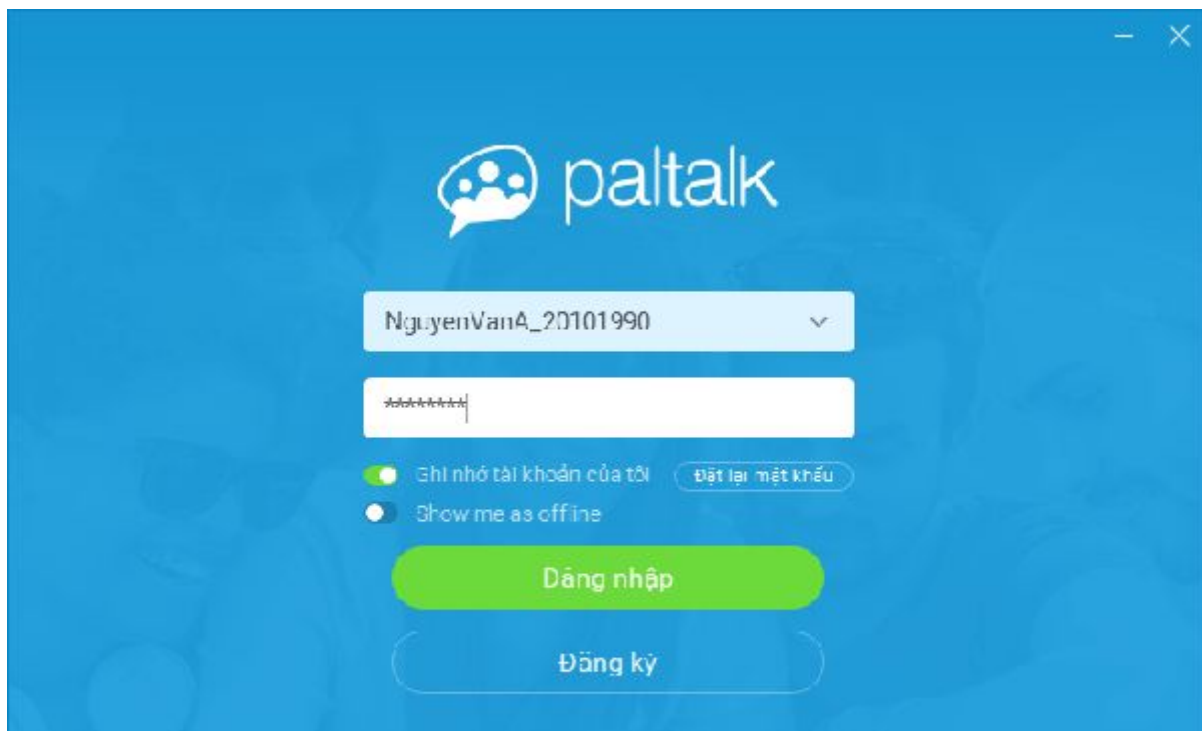 paltalk
NguyenVanA_20101990
********
Ghi nhớ tài khoản của tôi Đặt lại mật khẩu
Show me as offline
Đăng nhập
Đăng ký